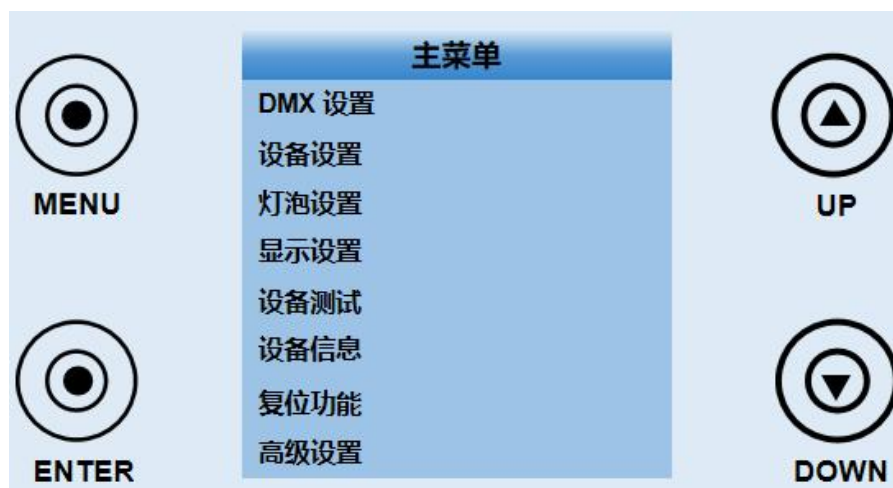 主菜单
DMX 设置
设备设置
灯泡设置
显示设置
设备测试
设备信息
复位功能
高级设置
MENU
ENTER
UP
DOWN